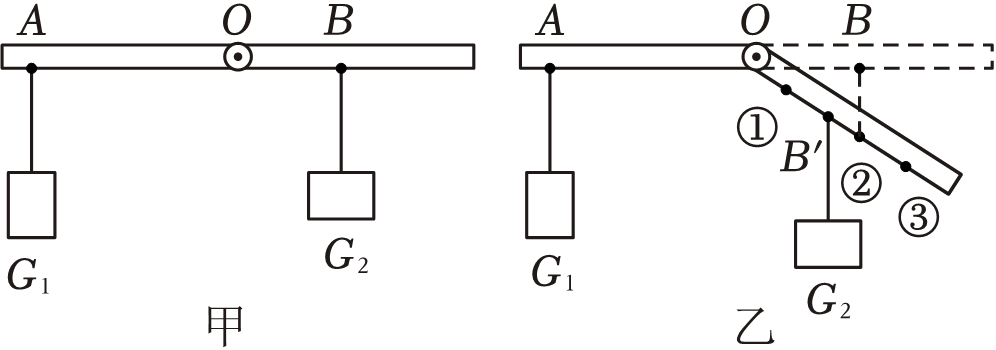 A O B A O B
① B′ ② ③
G₁ G₂ G₁ G₂
甲 乙